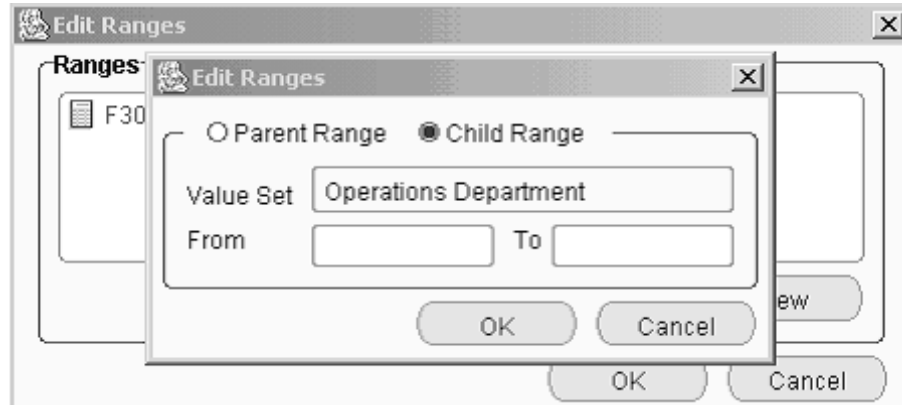 Edit Ranges
Ranges
F30
Edit Ranges
Parent Range Child Range
Value Set Operations Department
From To
OK Cancel
ew
OK Cancel